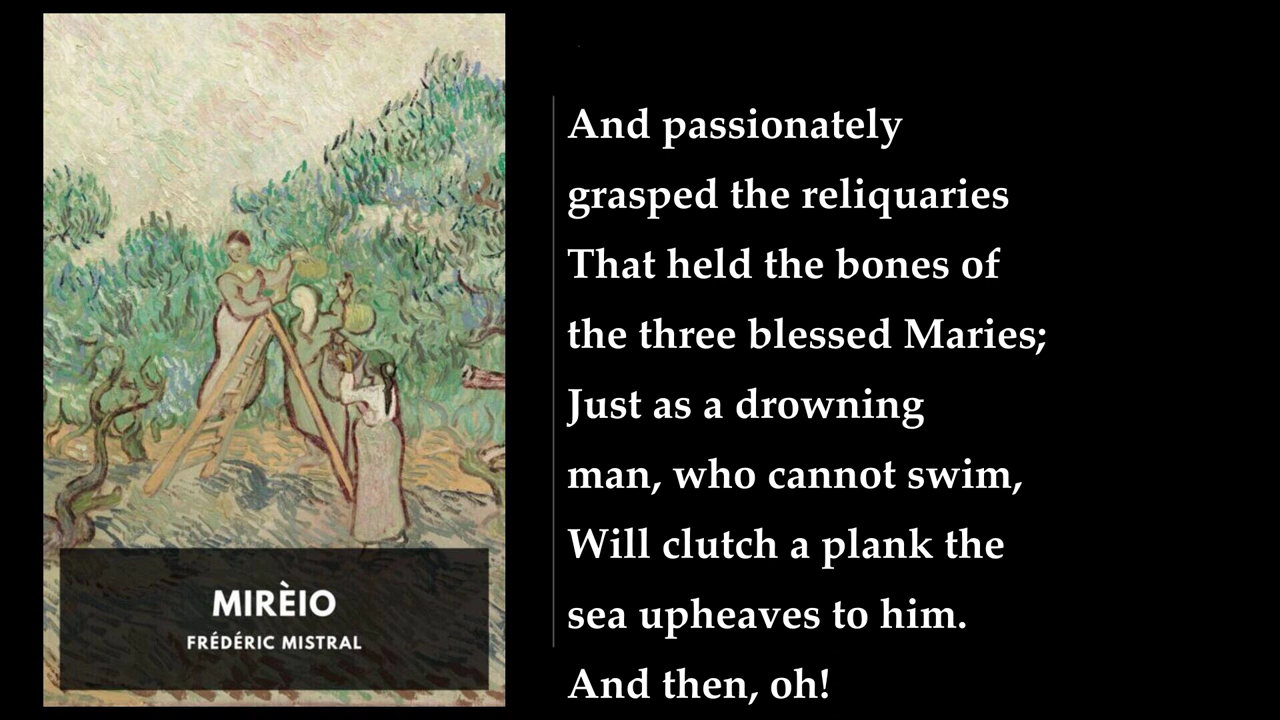 MIRÈIO
FRÉDÉRIC MISTRAL
And passionately
grasped the reliquaries
That held the bones of
the three blessed Maries;
Just as a drowning
man, who cannot swim,
Will clutch a plank the
sea upheaves to him.
And then, oh!